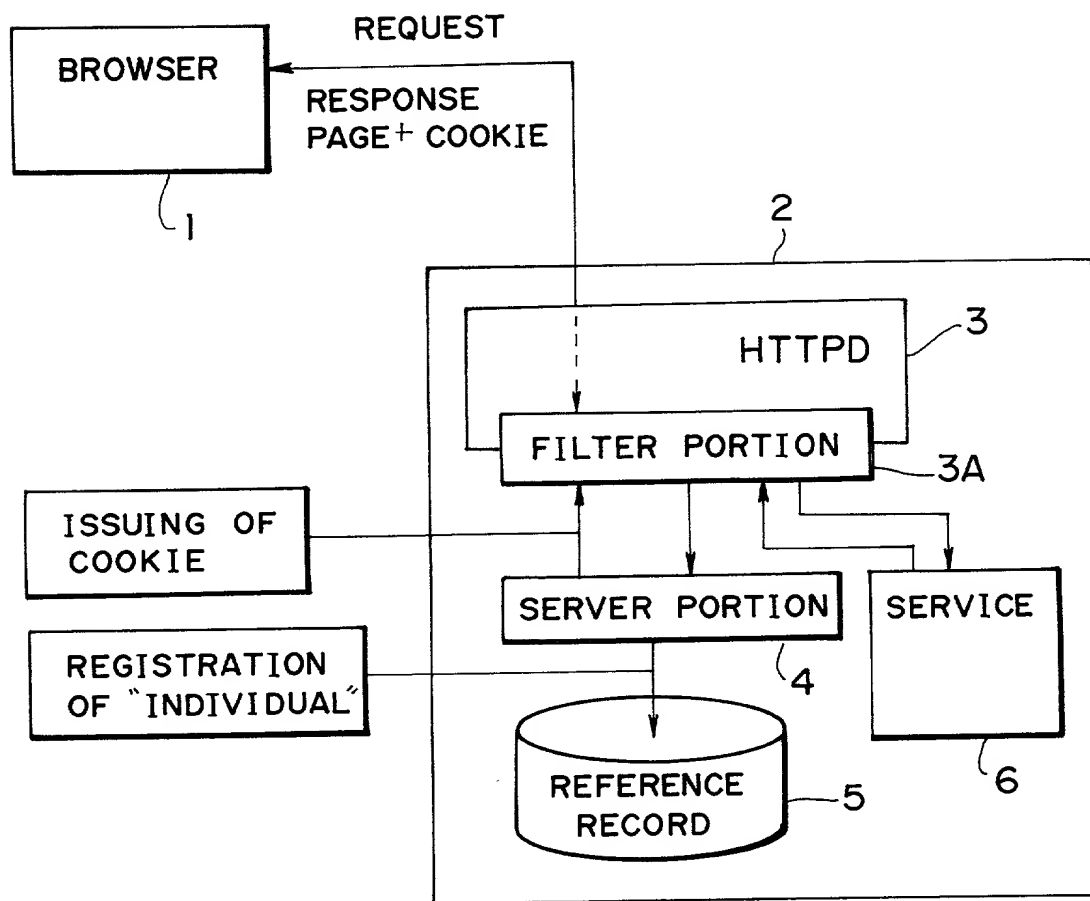 REQUEST
BROWSER
RESPONSE
PAGE+ COOKIE
1
2
HTTPD
3
FILTER PORTION
3A
ISSUING OF
COOKIE
SERVER PORTION
SERVICE
4
REGISTRATION
OF "INDIVIDUAL"
6
REFERENCE
RECORD
5